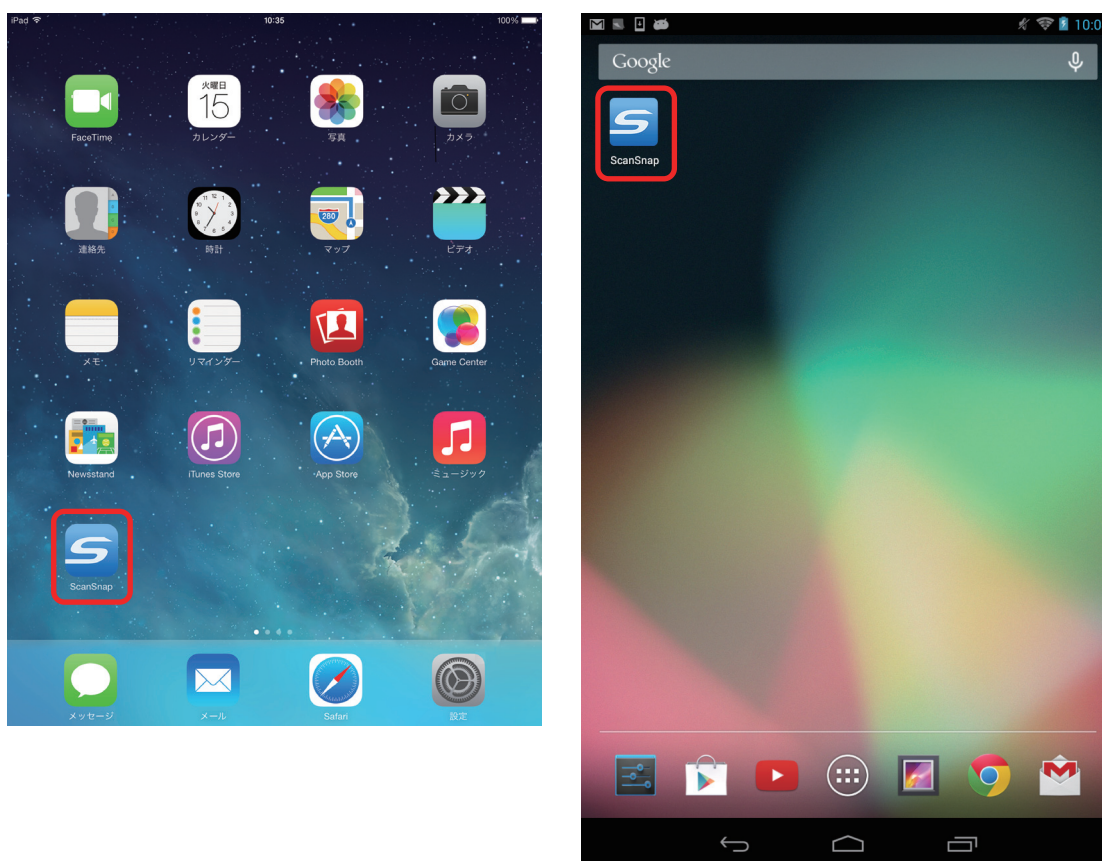 iPad 10:35 100%
火曜日
15
FaceTime カレンダー 写真 カメラ
280
連絡先 時計 マップ ビデオ
メモ リマインダー Photo Booth Game Center
Newsstand iTunes Store App Store ミュージック
ScanSnap
メッセージ メール Safari 設定
10:0
Google
ScanSnap